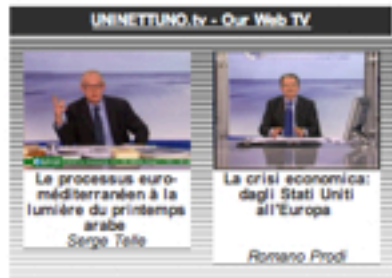 UNINETTUNO.tv - Our Web TV
Le processus euro-
méditerranéen à la
lumière du printemps
arabe
Serge Telle
La crisi economica:
dagli Stati Uniti
all'Europa
Romano Prodi